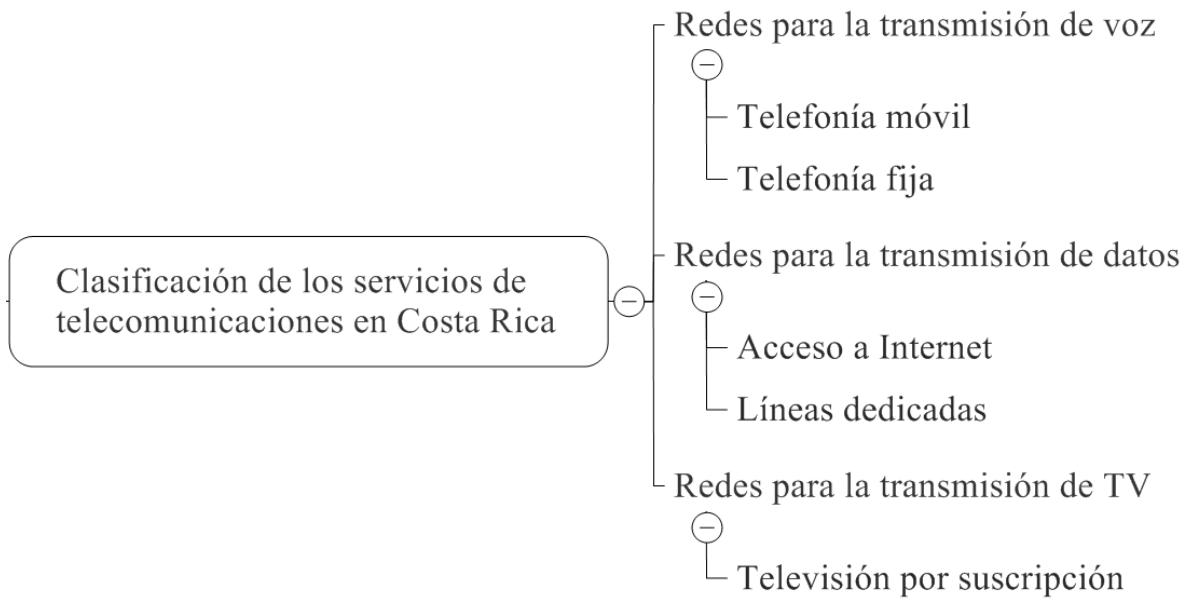 Redes para la transmisión de voz
Telefonía móvil
Telefonía fija
Clasificación de los servicios de
telecomunicaciones en Costa Rica
Redes para la transmisión de datos
Acceso a Internet
Líneas dedicadas
Redes para la transmisión de TV
Televisión por suscripción